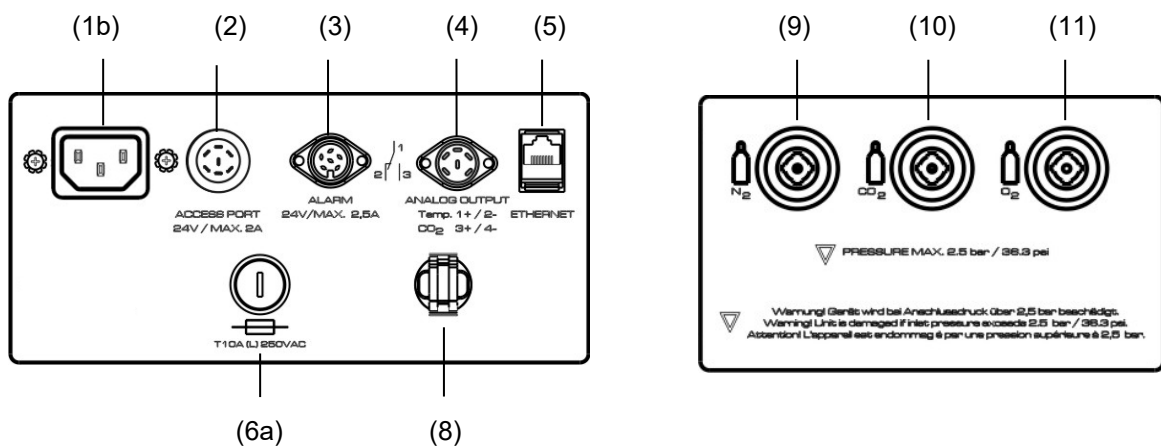 (1b) (2) (3) (4) (5)
1
2 3
ACCESS PORT
24V / MAX. 2A
ALARM
24V/MAX. 2,5A
ANALOG OUTPUT
Temp. 1+ / 2-
CO2 3+ / 4-
ETHERNET
T10A (L) 250VAC
(6a) (8)
(9) (10) (11)
N2 CO2 O2
PRESSURE MAX. 2.5 bar / 36.3 psi
Warnung! Gerät wird bei Anschlussdruck über 2,5 bar beschädigt.
Warning! Unit is damaged if inlet pressure exceeds 2.5 bar / 36.3 psi.
Attention! L'appareil est endommag é par une pression supérieure à 2,5 bar.